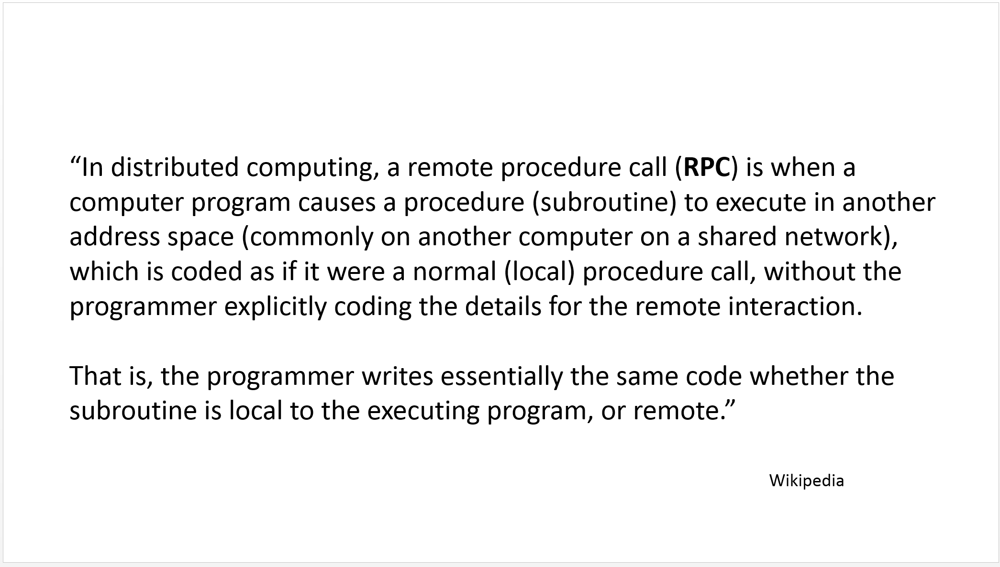 “In distributed computing, a remote procedure call (RPC) is when a
computer program causes a procedure (subroutine) to execute in another
address space (commonly on another computer on a shared network),
which is coded as if it were a normal (local) procedure call, without the
programmer explicitly coding the details for the remote interaction.
That is, the programmer writes essentially the same code whether the
subroutine is local to the executing program, or remote.”
Wikipedia